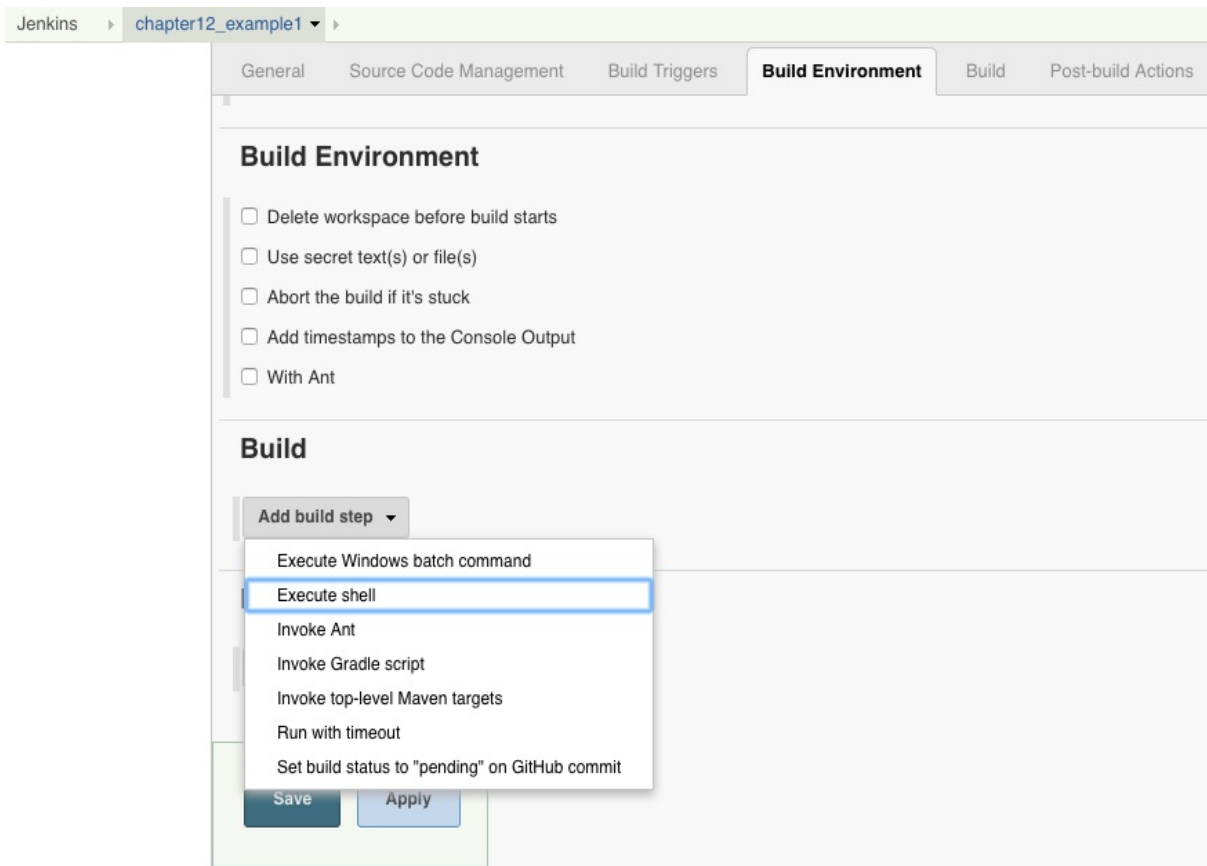 Jenkins chapter12_example1
General Source Code Management Build Triggers Build Environment Build Post-build Actions
Build Environment
Delete workspace before build starts
Use secret text(s) or file(s)
Abort the build if it's stuck
Add timestamps to the Console Output
With Ant
Build
Add build step
Execute Windows batch command
Execute shell
Invoke Ant
Invoke Gradle script
Invoke top-level Maven targets
Run with timeout
Set build status to "pending" on GitHub commit
Save Apply